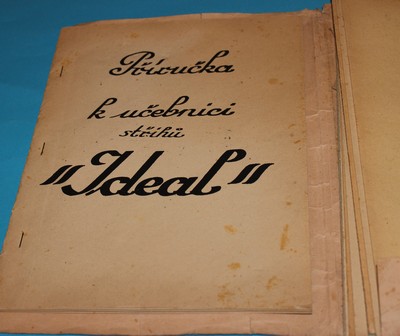 Příručka
k učebnici
střihů
"Ideal"